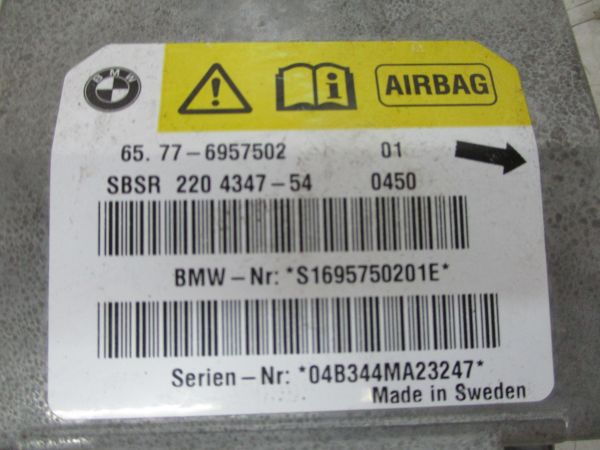 BMW
AIRBAG
65. 77-6957502 01
SBSR 220 4347-54 0450
BMW-Nr: *S1695750201E*
Serien-Nr: *04B344MA23247*
Made in Sweden